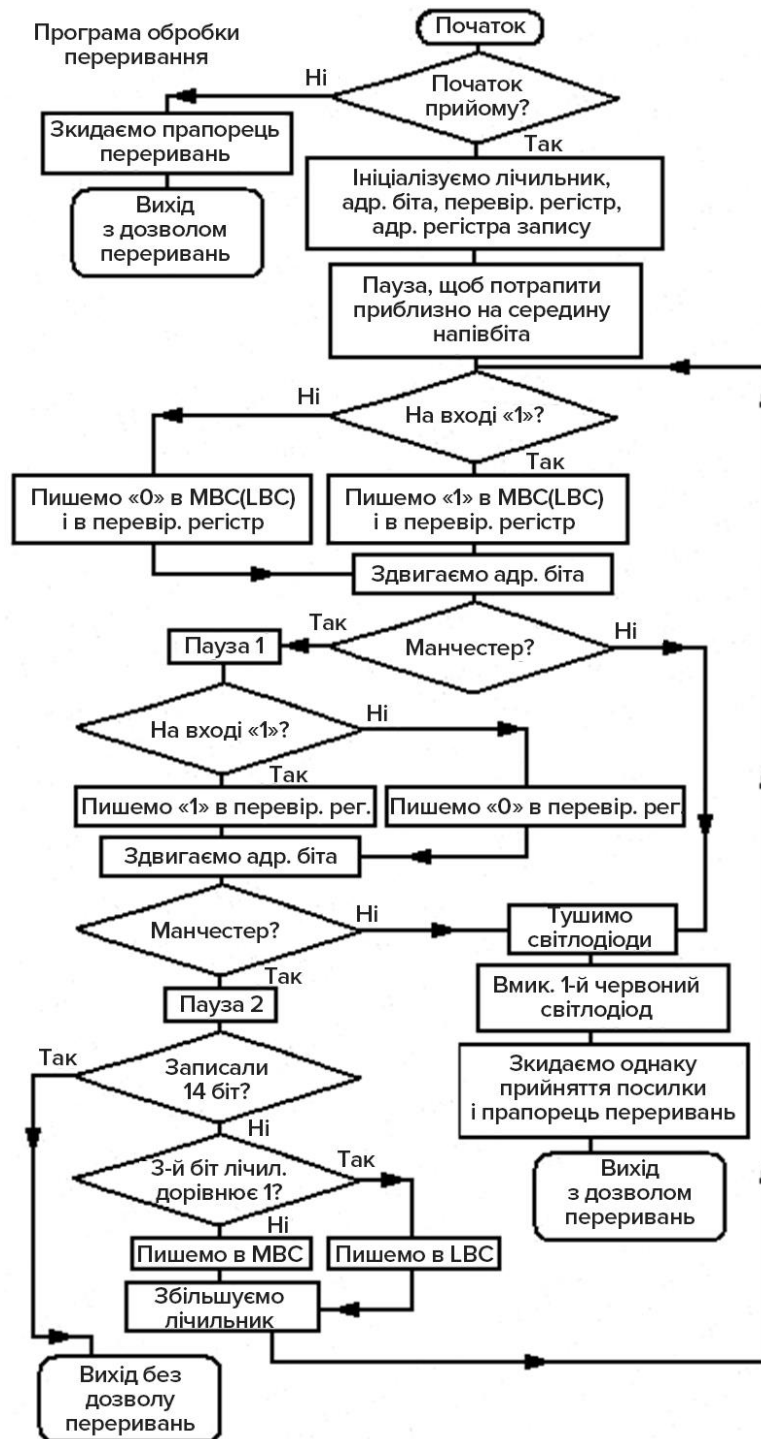 Програма обробки
переривання
Початок
Початок
прийому?
Ні
Так
Зкидаємо прапорець
переривань
Вихід
з дозволом
переривань
Ініціалізуємо лічильник,
адр. біта, перевір. регістр,
адр. регістра запису
Пауза, щоб потрапити
приблизно на середину
напівбіта
На вході «1»?
Ні
Так
Пишемо «0» в МВС(LBC)
і в перевір. регістр
Пишемо «1» в МВС(LBC)
і в перевір. регістр
Здвигаємо адр. біта
Манчестер?
Так
Ні
Пауза 1
На вході «1»?
Ні
Так
Пишемо «1» в перевір. рег.
Пишемо «0» в перевір. рег.
Здвигаємо адр. біта
Манчестер?
Ні
Так
Тушимо
світлодіоди
Вмик. 1-й червоний
світлодіод
Зкидаємо однаку
прийняття посилки
і прапорець переривань
Вихід
з дозволом
переривань
Пауза 2
Записали
14 біт?
Так
Ні
3-й біт лічил.
дорівнює 1?
Так
Ні
Пишемо в МВС
Пишемо в LBC
Збільшуємо
лічильник
Вихід без
дозволу
переривань